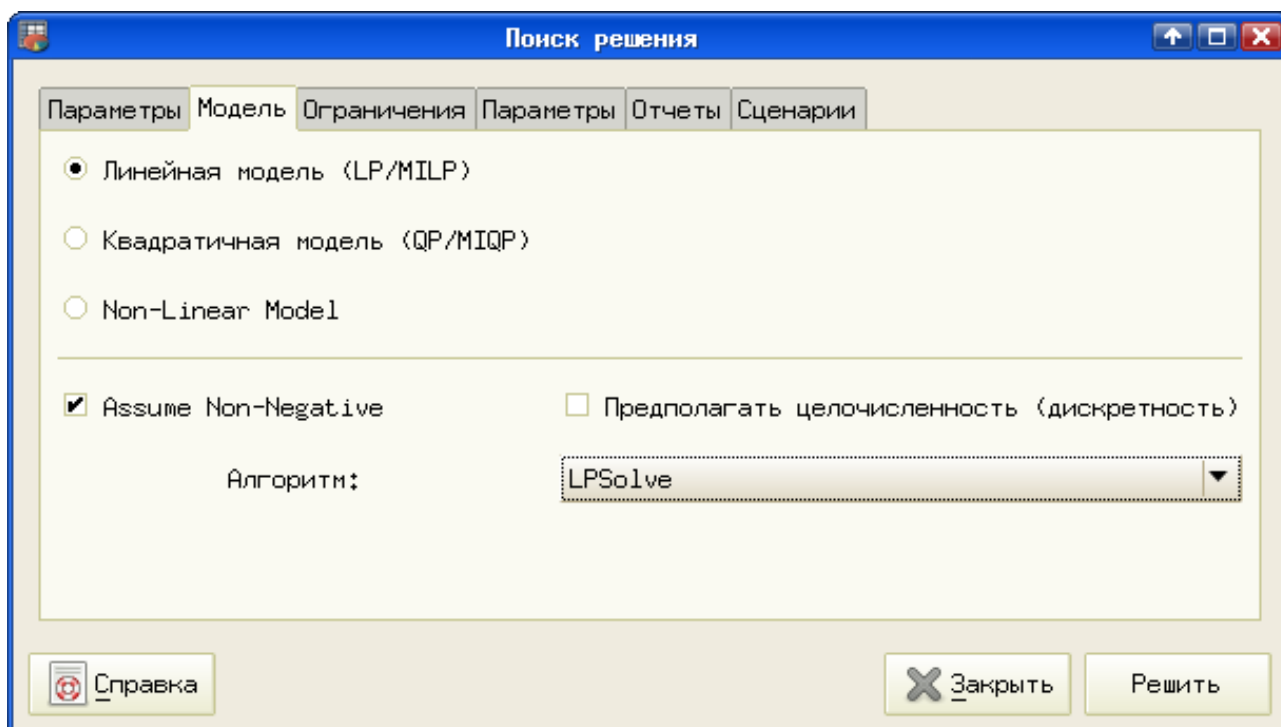 Поиск решения
Параметры Модель Ограничения Параметры Отчеты Сценарии
Линейная модель (LP/MILP)
Квадратичная модель (QP/MIQP)
Non-Linear Model
Assume Non-Negative Предполагать целочисленность (дискретность)
Алгоритм: LPSolve
Справка Закрыть Решить